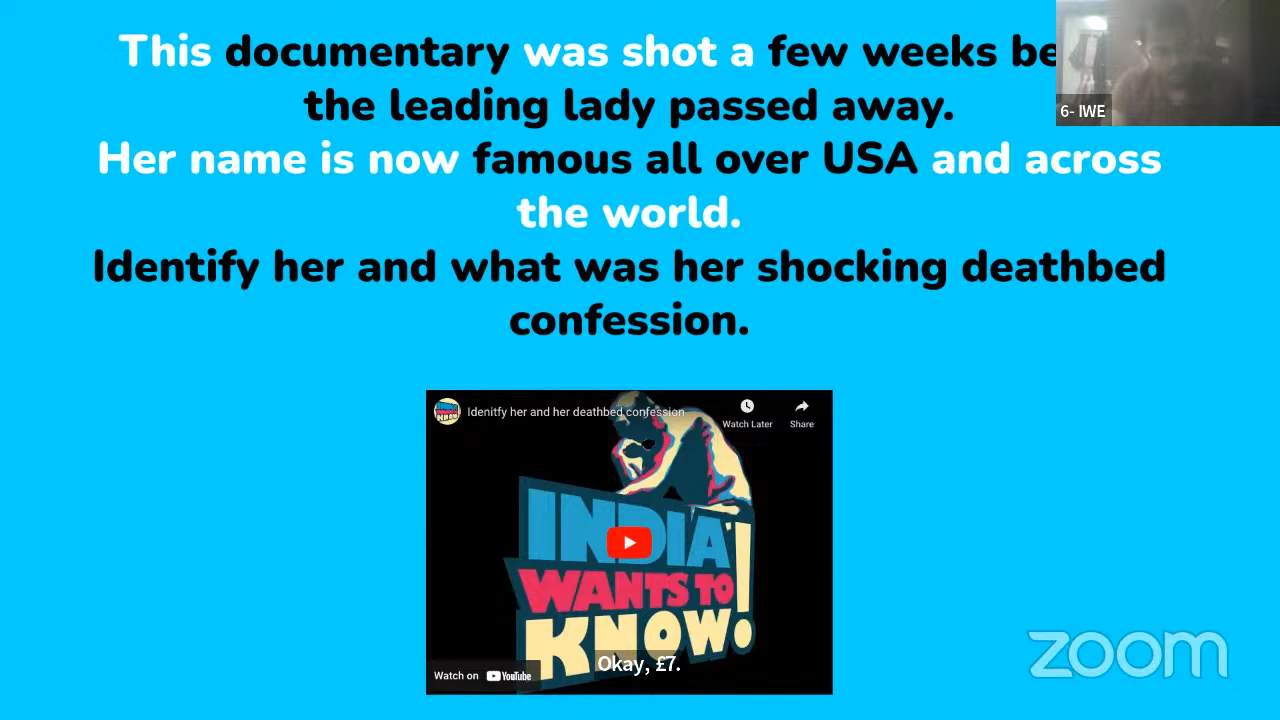 This documentary was shot a few weeks be
the leading lady passed away.
Her name is now famous all over USA and across
the world.
Identify her and what was her shocking deathbed
confession.
6- IWE
Idenitfy her and her deathbed confession
Watch Later
Share
INDIA
WANTS TO
KNOW!
Okay, £7.
Watch on YouTube
zoom